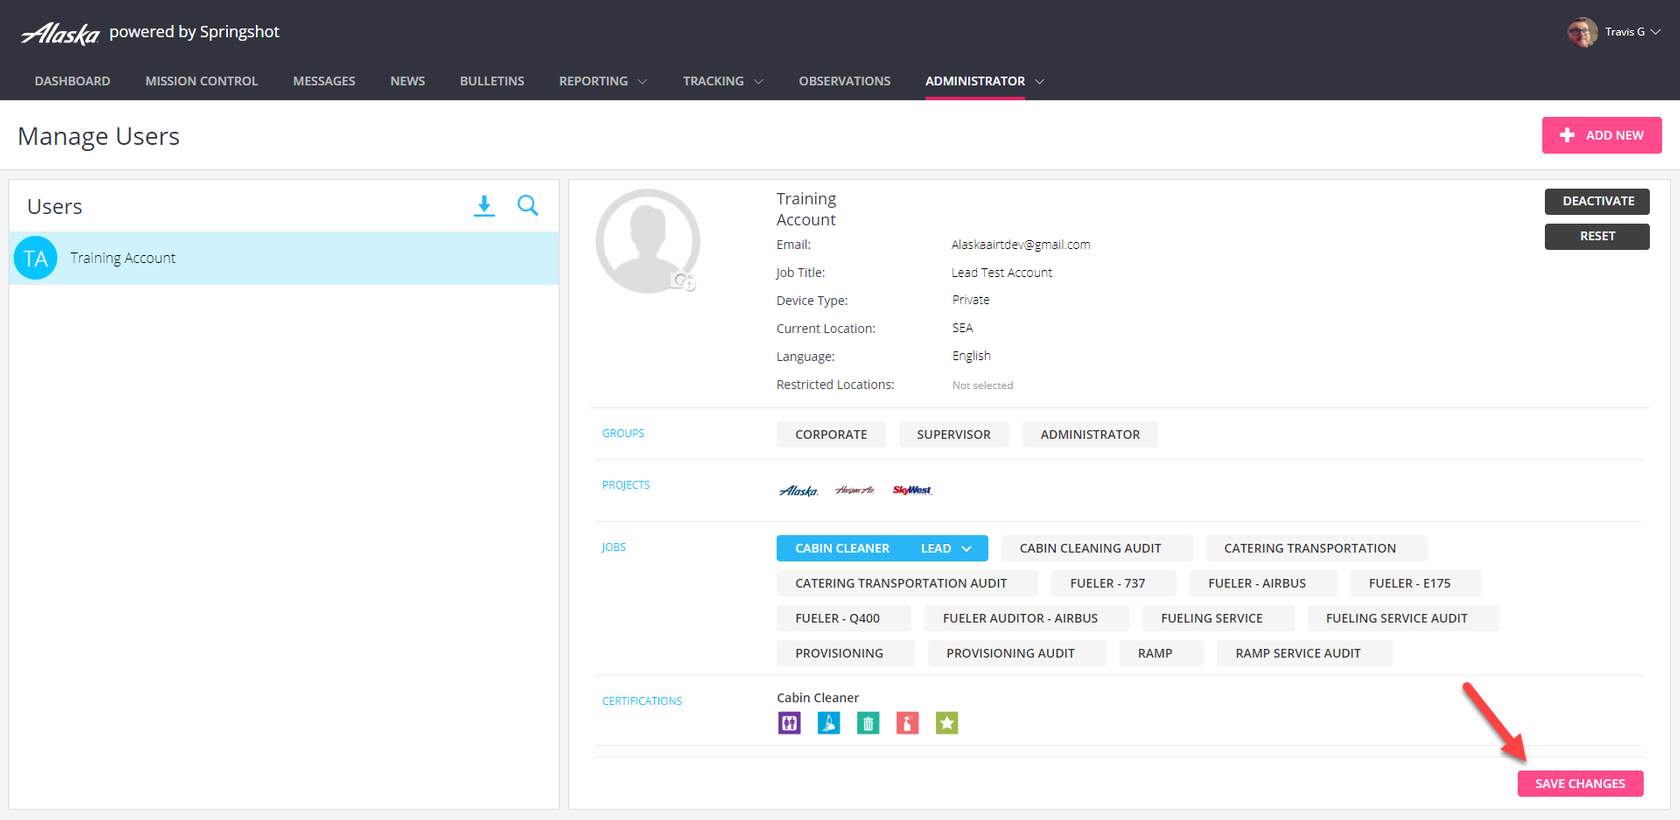 Alaska powered by Springshot
Travis G
DASHBOARD MISSION CONTROL MESSAGES NEWS BULLETINS REPORTING TRACKING OBSERVATIONS ADMINISTRATOR
Manage Users
ADD NEW
Users
TA Training Account
Training
Account
DEACTIVATE
RESET
Email: Alaskaairtdev@gmail.com
Job Title: Lead Test Account
Device Type: Private
Current Location: SEA
Language: English
Restricted Locations: Not selected
GROUPS CORPORATE SUPERVISOR ADMINISTRATOR
PROJECTS Alaska Horizon Air SkyWest
JOBS CABIN CLEANER LEAD CABIN CLEANING AUDIT CATERING TRANSPORTATION
CATERING TRANSPORTATION AUDIT FUELER - 737 FUELER - AIRBUS FUELER - E175
FUELER - Q400 FUELER AUDITOR - AIRBUS FUELING SERVICE FUELING SERVICE AUDIT
PROVISIONING PROVISIONING AUDIT RAMP RAMP SERVICE AUDIT
CERTIFICATIONS Cabin Cleaner
SAVE CHANGES